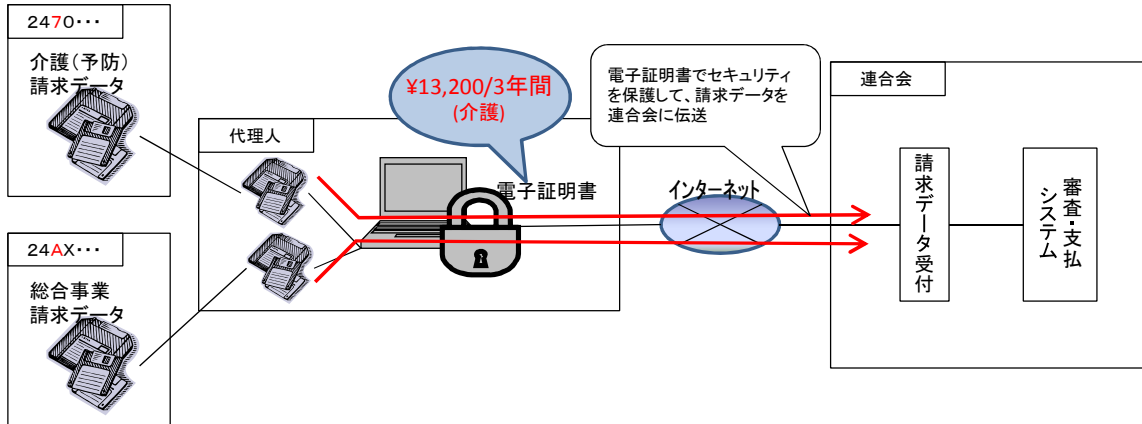 2470･･･
介護（予防）
請求データ
24AX･･･
総合事業
請求データ
代理人
¥13,200/3年間
(介護)
電子証明書
電子証明書でセキュリティ
を保護して、請求データを
連合会に伝送
インターネット
連合会
請求データ受付
審査・支払
システム